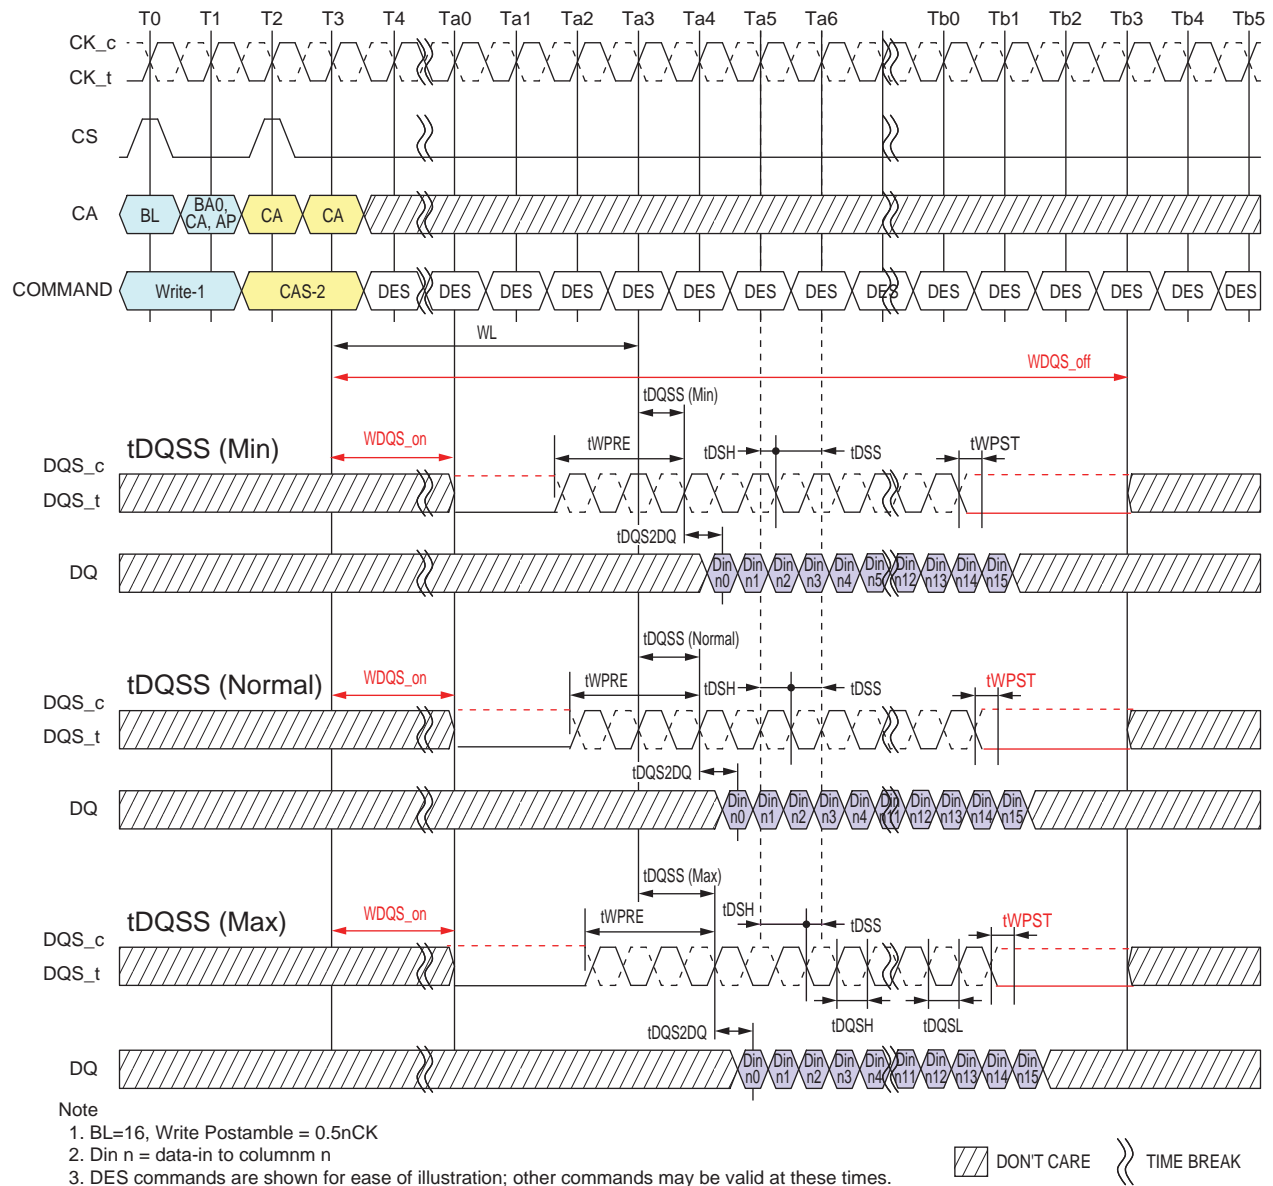 T0 T1 T2 T3 T4 Ta0 Ta1 Ta2 Ta3 Ta4 Ta5 Ta6 Tb0 Tb1 Tb2 Tb3 Tb4 Tb5
CK_c
CK_t
CS
CA BL BA0, CA, AP CA CA
COMMAND Write-1 CAS-2 DES DES DES DES DES DES DES DES DES DES DES DES DES DES DES
WL
WDQS_off
tDQSS (Min)
tDQSS (Min) WDQS_on tWPRE tDSH tDSS tWPST
DQS_c
DQS_t
tDQS2DQ
DQ Din n0 Din n1 Din n2 Din n3 Din n4 Din n5 Din n12 Din n13 Din n14 Din n15
tDQSS (Normal)
tDQSS (Normal) WDQS_on tWPRE tDSH tDSS tWPST
DQS_c
DQS_t
tDQS2DQ
DQ Din n0 Din n1 Din n2 Din n3 Din n4 Din n11 Din n12 Din n13 Din n14 Din n15
tDQSS (Max)
tDQSS (Max) WDQS_on tWPRE tDSH tDSS tWPST
DQS_c
DQS_t
tDQSH tDQSL
tDQS2DQ
DQ Din n0 Din n1 Din n2 Din n3 Din n4 Din n11 Din n12 Din n13 Din n14 Din n15
Note
1. BL=16, Write Postamble = 0.5nCK
2. Din n = data-in to columnm n
3. DES commands are shown for ease of illustration; other commands may be valid at these times.
DON'T CARE TIME BREAK